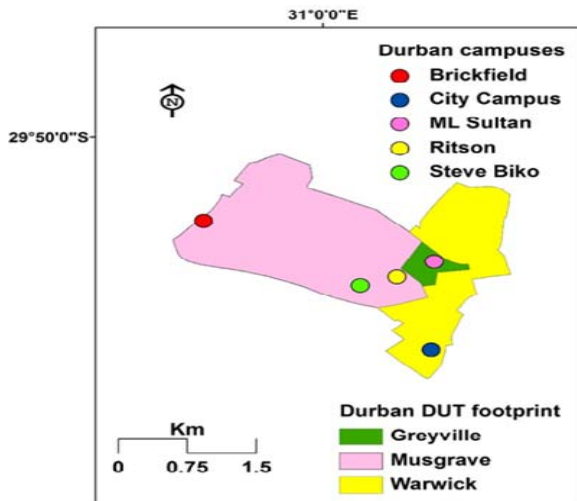 31°0'0"E
Durban campuses
Brickfield
City Campus
ML Sultan
Ritson
Steve Biko
N
29°50'0"S
Durban DUT footprint
Greyville
Musgrave
Warwick
Km
0 0.75 1.5